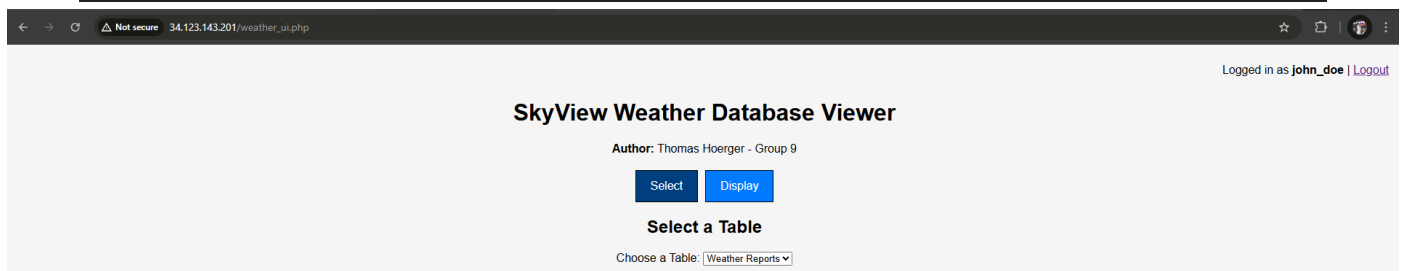 Not secure 34.123.143.201/weather_ui.php
Logged in as john_doe | Logout
SkyView Weather Database Viewer
Author: Thomas Hoerger - Group 9
Select Display
Select a Table
Choose a Table: Weather Reports